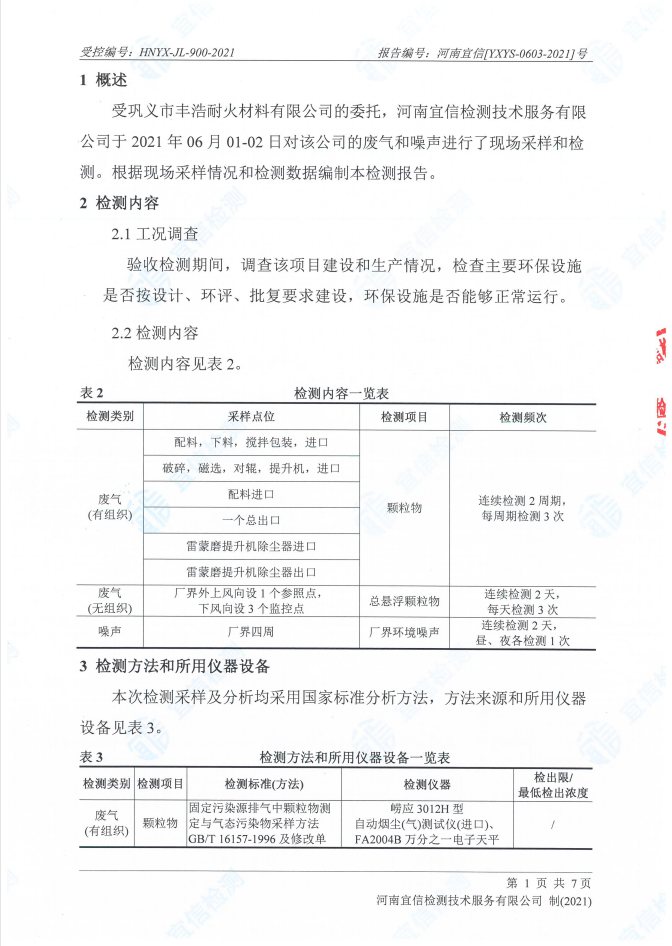 受控编号：HNYX-JL-900-2021 报告编号：河南宜信[YXYS-0603-2021]号
1 概述
受巩义市丰浩耐火材料有限公司的委托，河南宜信检测技术服务有限
公司于 2021 年 06 月 01-02 日对该公司的废气和噪声进行了现场采样和检
测。根据现场采样情况和检测数据编制本检测报告。
2 检测内容
2.1 工况调查
验收检测期间，调查该项目建设和生产情况，检查主要环保设施
是否按设计、环评、批复要求建设，环保设施是否能够正常运行。
2.2 检测内容
检测内容见表 2。
表 2 检测内容一览表
检测类别 采样点位 检测项目 检测频次
废气
(有组织)
配料，下料，搅拌包装，进口
破碎，磁选，对辊，提升机，进口
配料进口
一个总出口
雷蒙磨提升机除尘器进口
雷蒙磨提升机除尘器出口
颗粒物
连续检测 2 周期，
每周期检测 3 次
废气
(无组织)
厂界外上风向设 1 个参照点，
下风向设 3 个监控点
总悬浮颗粒物
连续检测 2 天，
每天检测 3 次
噪声 厂界四周 厂界环境噪声
连续检测 2 天，
昼、夜各检测 1 次
3 检测方法和所用仪器设备
本次检测采样及分析均采用国家标准分析方法，方法来源和所用仪器
设备见表 3。
表 3 检测方法和所用仪器设备一览表
检测类别 检测项目 检测标准(方法) 检测仪器
检出限/
最低检出浓度
废气
(有组织)
颗粒物
固定污染源排气中颗粒物测
定与气态污染物采样方法
GB/T 16157-1996 及修改单
崂应 3012H 型
自动烟尘(气)测试仪(进口)、
FA2004B 万分之一电子天平
/
第 1 页 共 7 页
河南宜信检测技术服务有限公司 制(2021)
宜信检测